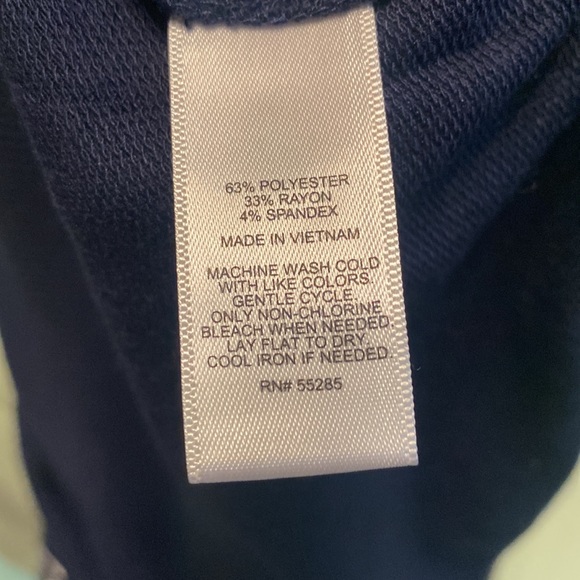 63% POLYESTER
33% RAYON
4% SPANDEX
MADE IN VIETNAM
MACHINE WASH COLD
WITH LIKE COLORS.
GENTLE CYCLE.
ONLY NON-CHLORINE
BLEACH WHEN NEEDED.
LAY FLAT TO DRY.
COOL IRON IF NEEDED.
RN# 55285